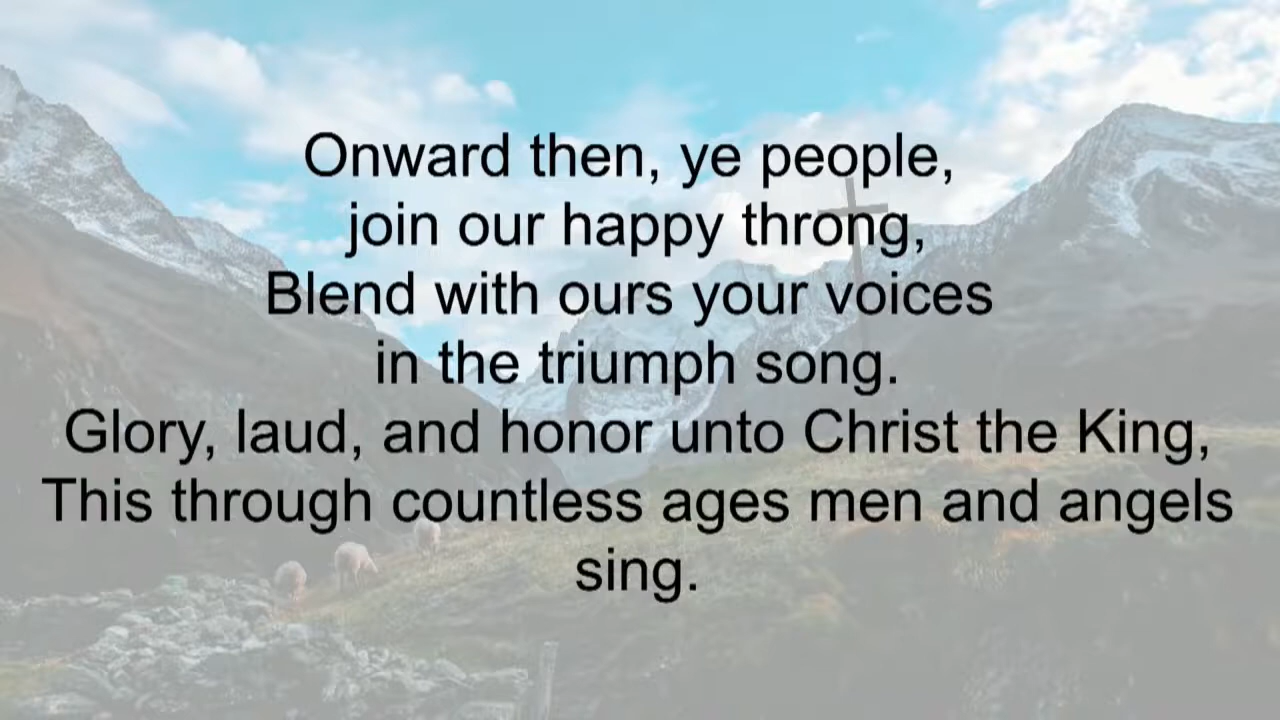 Onward then, ye people,
join our happy throng,
Blend with ours your voices
in the triumph song.
Glory, laud, and honor unto Christ the King,
This through countless ages men and angels
sing.